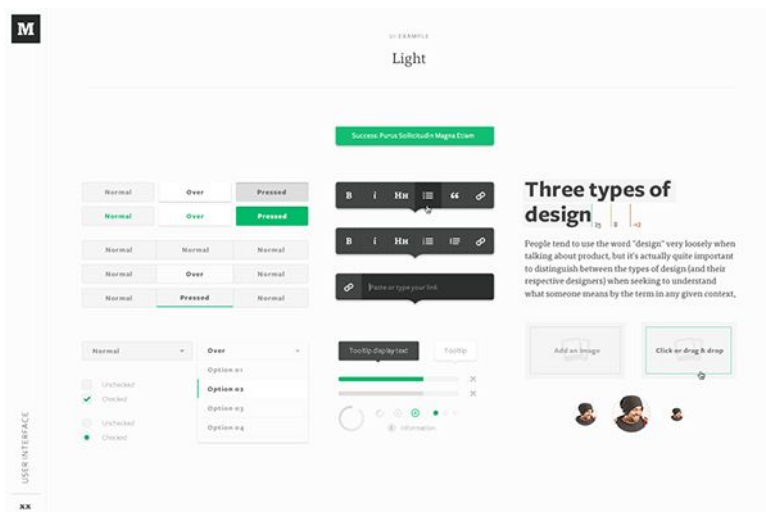 M
UI EXAMPLE
Light
Success: Purus Sollicitudin Magna Etiam
Normal Over Pressed
Normal Over Pressed
Normal Normal Normal
Normal Over Normal
Normal Pressed Normal
B i HH “
B i HH
Paste or type your link
Three types of
design
People tend to use the word "design" very loosely when
talking about product, but it's actually quite important
to distinguish between the types of design (and their
respective designers) when seeking to understand
what someone means by the term in any given context,
Normal
Unchecked
Checked
Unchecked
Checked
Over
Option 01
Option 02
Option 03
Option 04
Tooltip display text Tooltip
Information
Add an image
Click or drag & drop
USER INTERFACE
XX